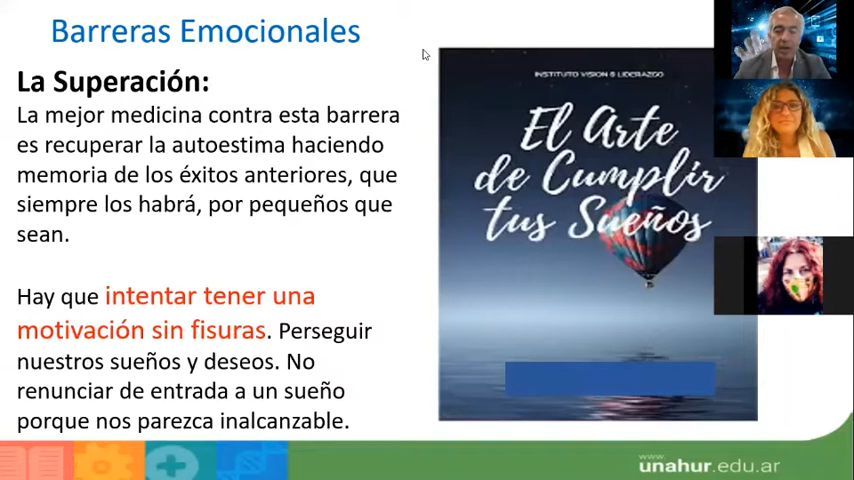 Barreras Emocionales
La Superación:
La mejor medicina contra esta barrera
es recuperar la autoestima haciendo
memoria de los éxitos anteriores, que
siempre los habrá, por pequeños que
sean.
Hay que intentar tener una
motivación sin fisuras. Perseguir
nuestros sueños y deseos. No
renunciar de entrada a un sueño
porque nos parezca inalcanzable.
INSTITUTO VISION & LIDERAZGO
El Arte
de Cumplir
tus Sueños
www.
unahur.edu.ar